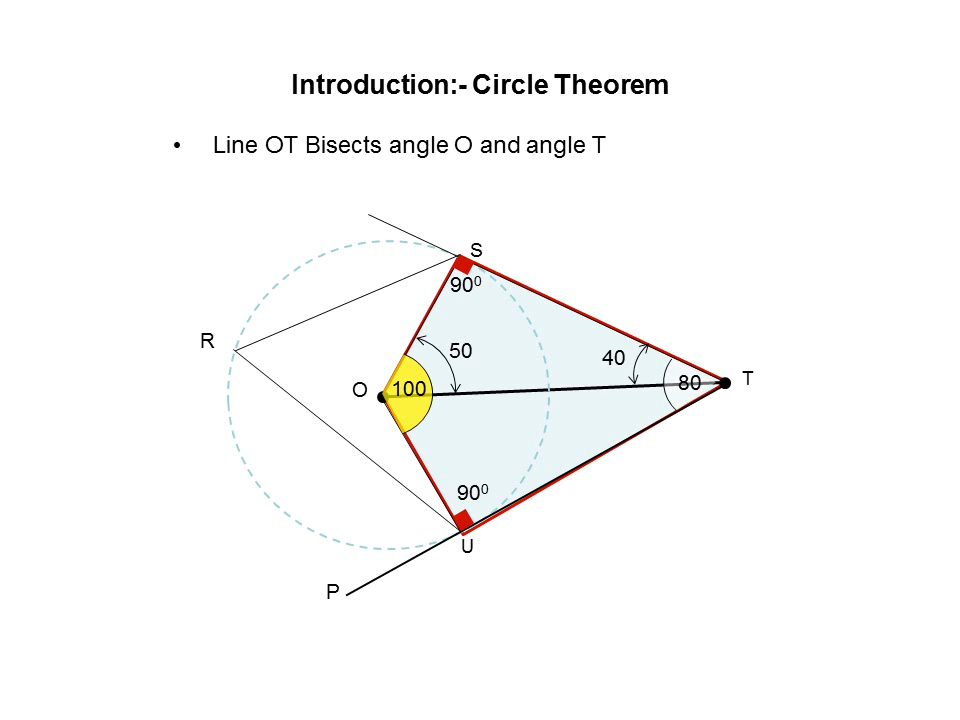 Introduction:- Circle Theorem
• Line OT Bisects angle O and angle T
S
90⁰
R
50
40
T
80
O
100
90⁰
U
P